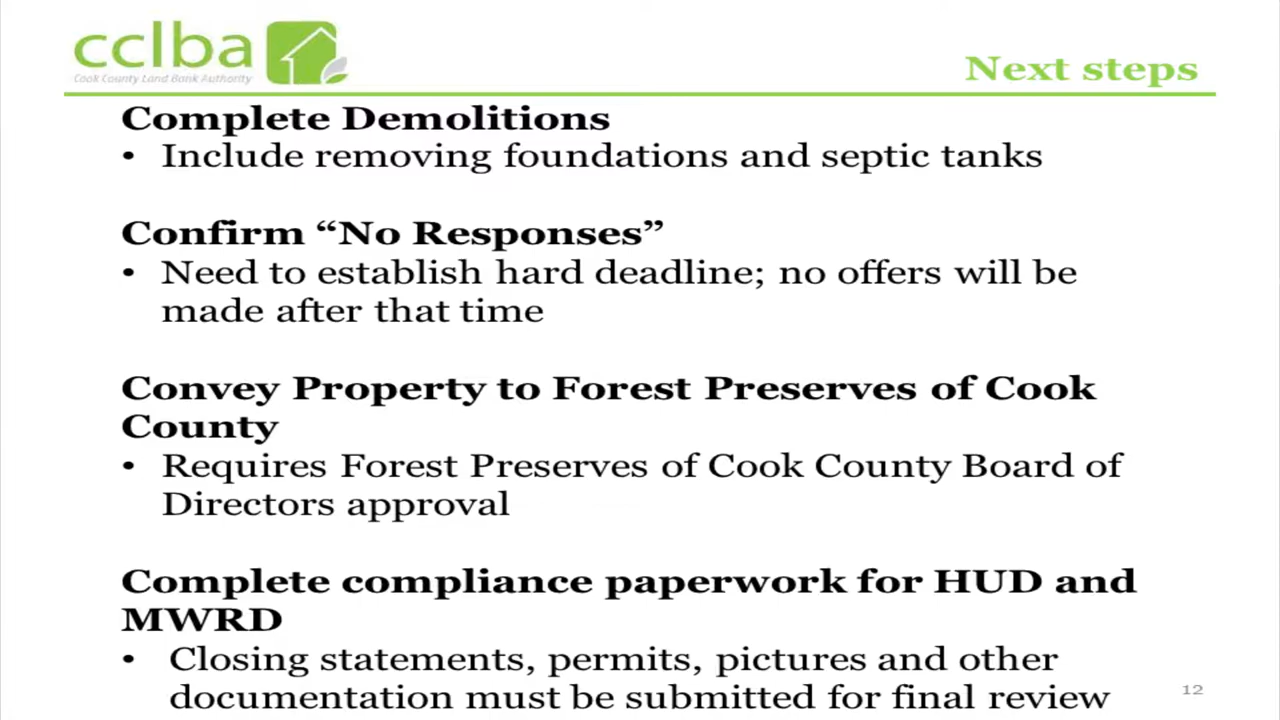 cclba
Cook County Land Bank Authority
Next steps
Complete Demolitions
• Include removing foundations and septic tanks
Confirm “No Responses”
• Need to establish hard deadline; no offers will be
made after that time
Convey Property to Forest Preserves of Cook
County
• Requires Forest Preserves of Cook County Board of
Directors approval
Complete compliance paperwork for HUD and
MWRD
• Closing statements, permits, pictures and other
documentation must be submitted for final review
12